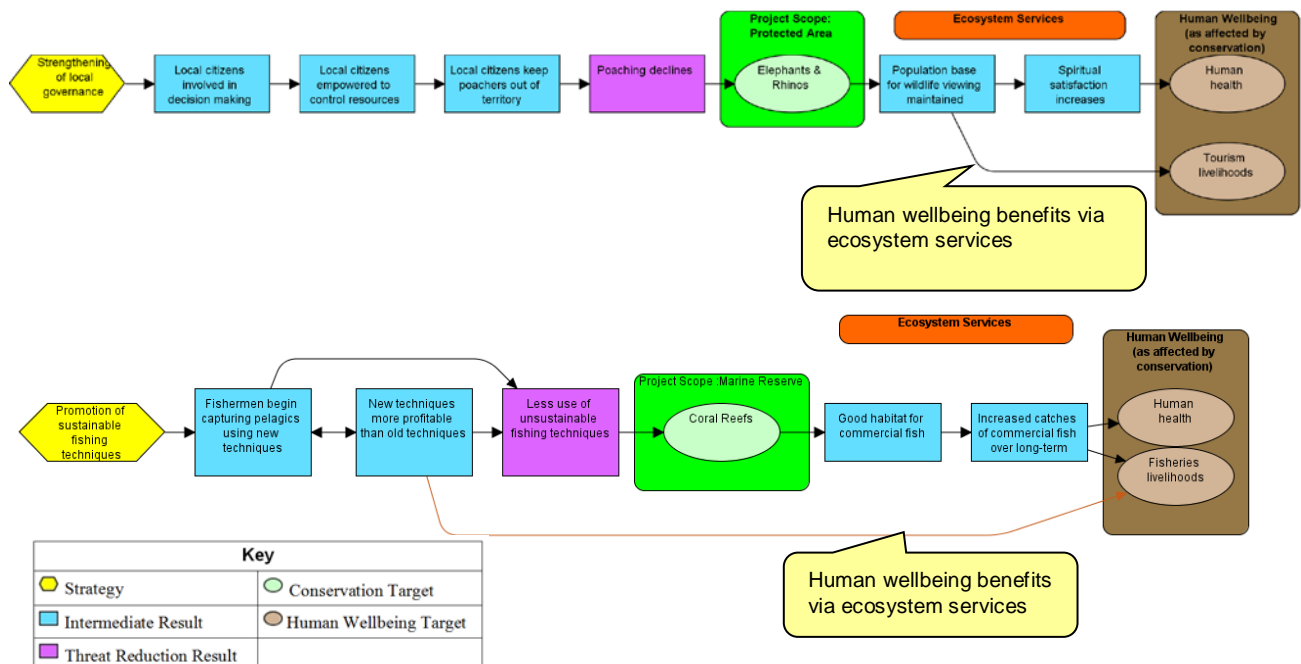 Strengthening
of local
governance
Local citizens
involved in
decision making
Local citizens
empowered to
control resources
Local citizens keep
poachers out of
territory
Poaching declines
Project Scope:
Protected Area
Elephants &
Rhinos
Ecosystem Services
Population base
for wildlife viewing
maintained
Spiritual
satisfaction
increases
Human Wellbeing
(as affected by
conservation)
Human
health
Tourism
livelihoods
Human wellbeing benefits via
ecosystem services
Promotion of
sustainable
fishing
techniques
Fishermen begin
capturing pelagics
using new
techniques
New techniques
more profitable
than old techniques
Less use of
unsustainable
fishing techniques
Project Scope :Marine Reserve
Coral Reefs
Ecosystem Services
Good habitat for
commercial fish
Increased catches
of commercial fish
over long-term
Human Wellbeing
(as affected by
conservation)
Human
health
Fisheries
livelihoods
Human wellbeing benefits
via ecosystem services
Key
Strategy
Conservation Target
Intermediate Result
Human Wellbeing Target
Threat Reduction Result